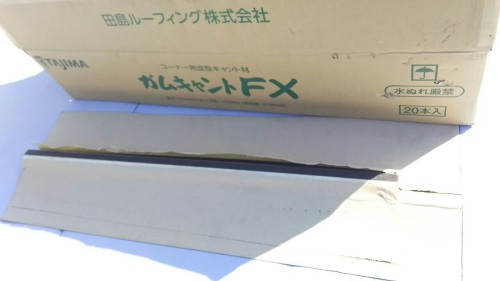 田島ルーフィング株式会社
TAJIMA
コーナー用成型キャント材
ガムキャントFX
水ぬれ厳禁
20本入